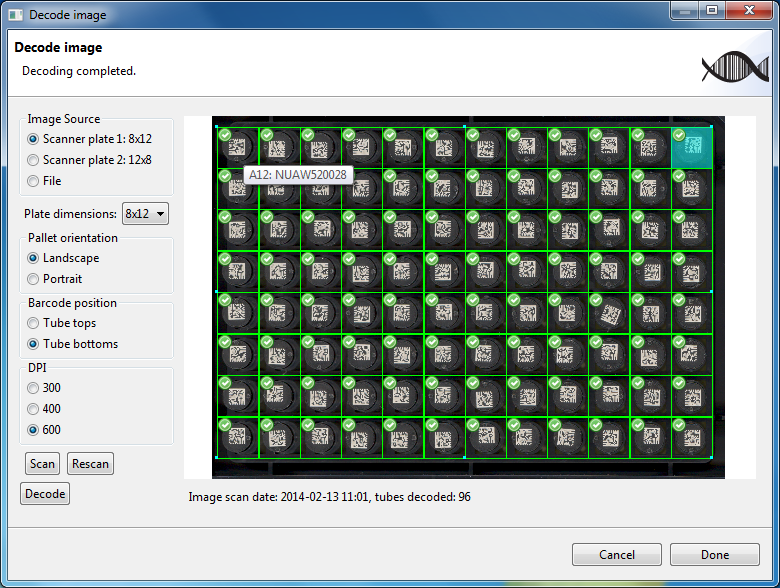 Decode image
Decode image
Decoding completed.
Image Source
Scanner plate 1: 8x12
Scanner plate 2: 12x8
File
Plate dimensions: 8x12
Pallet orientation
Landscape
Portrait
Barcode position
Tube tops
Tube bottoms
DPI
300
400
600
Scan Rescan
Decode
A12: NUAW520028
Image scan date: 2014-02-13 11:01, tubes decoded: 96
Cancel Done